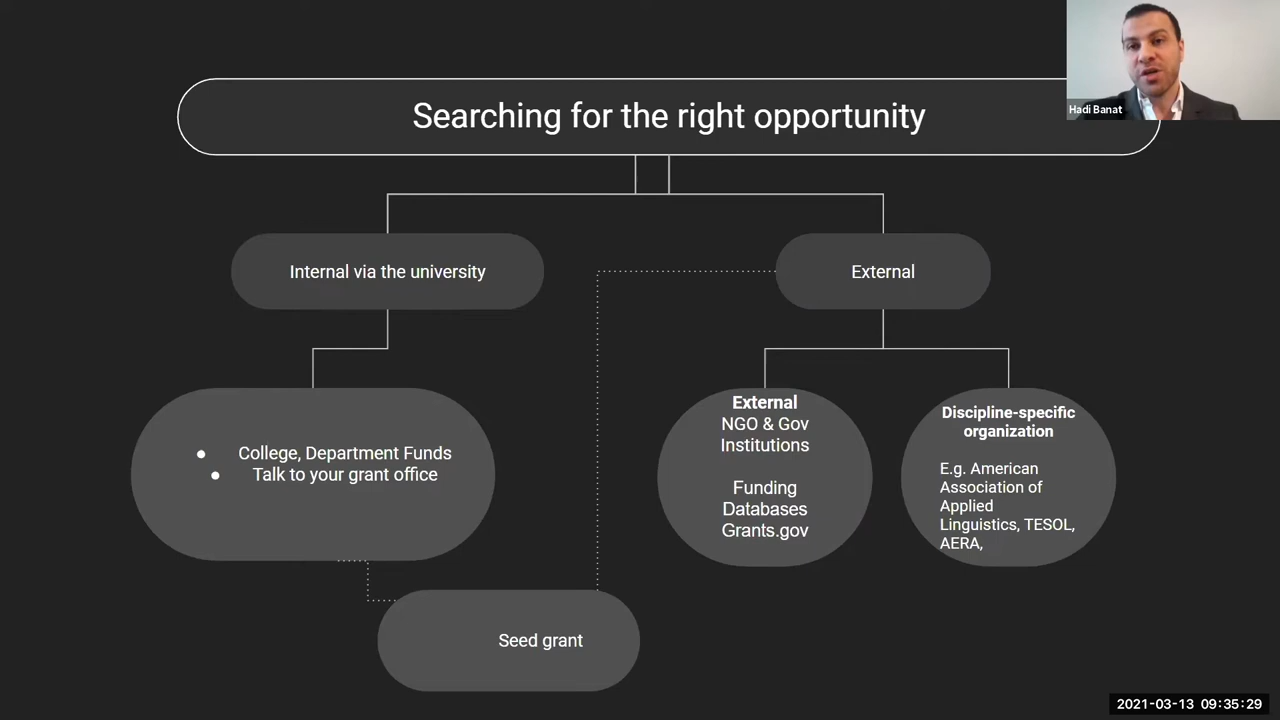 Searching for the right opportunity
Hadi Banat
Internal via the university
External
College, Department Funds
Talk to your grant office
External
NGO & Gov
Institutions
Funding
Databases
Grants.gov
Discipline-specific
organization
E.g. American
Association of
Applied
Linguistics, TESOL,
AERA,
Seed grant
2021-03-13 09:35:29